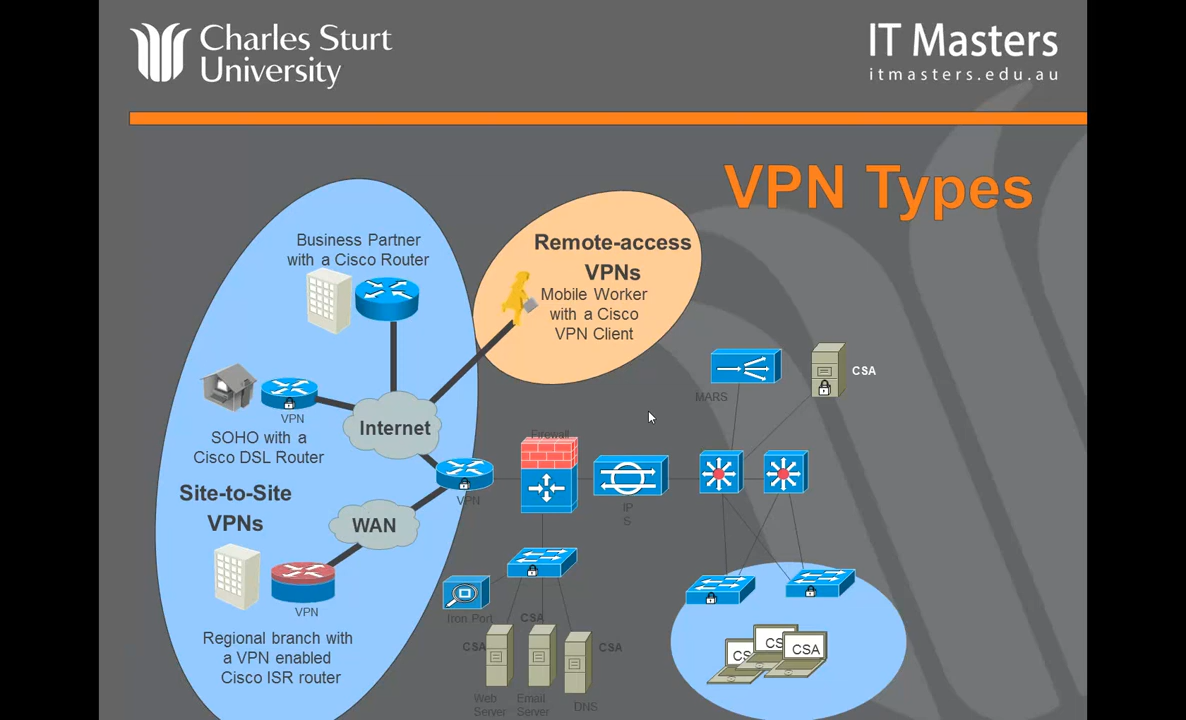 Charles Sturt
University
IT Masters
itmasters.edu.au
VPN Types
Business Partner
with a Cisco Router
Remote-access
VPNs
Mobile Worker
with a Cisco
VPN Client
VPN
SOHO with a
Cisco DSL Router
Internet
Site-to-Site
VPNs
WAN
VPN
VPN
Regional branch with
a VPN enabled
Cisco ISR router
Firewall
IP
S
MARS
CSA
Iron Port
CSA
CSA
CSA
Web
Server
Email
Server
DNS
CS
CS
CSA